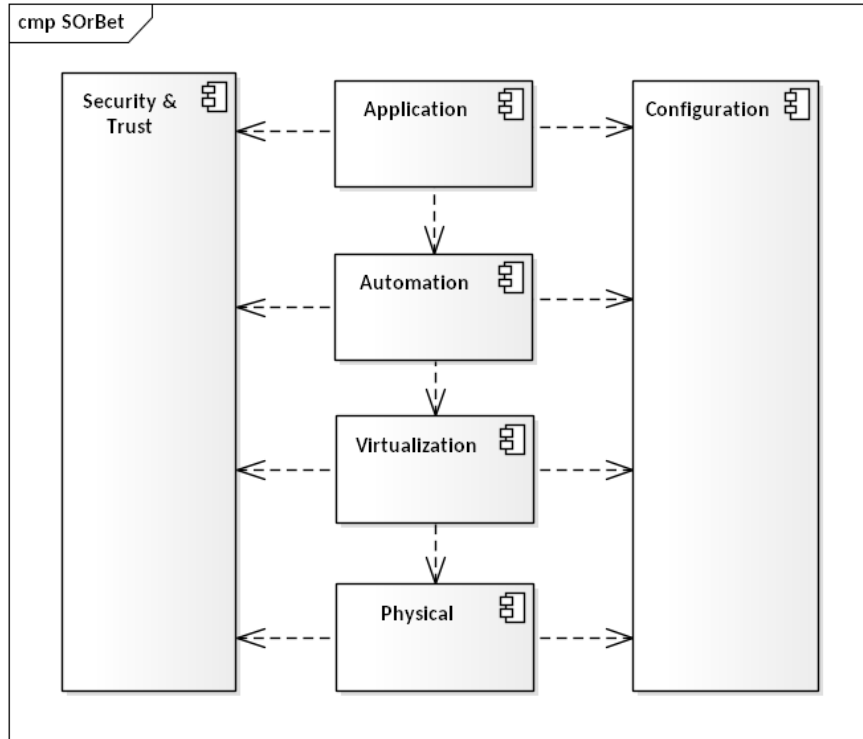 cmp SOrBet
Security &
Trust
Application
Configuration
Automation
Virtualization
Physical